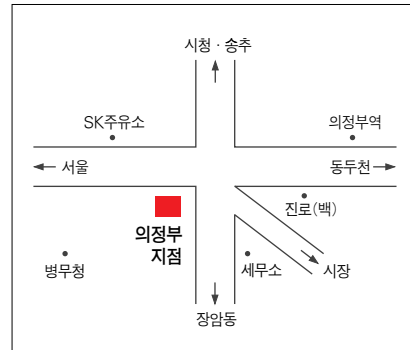 시청 · 송추
SK주유소
의정부역
서울
동두천
의정부
지점
진로(백)
병무청
세무소
시장
장암동